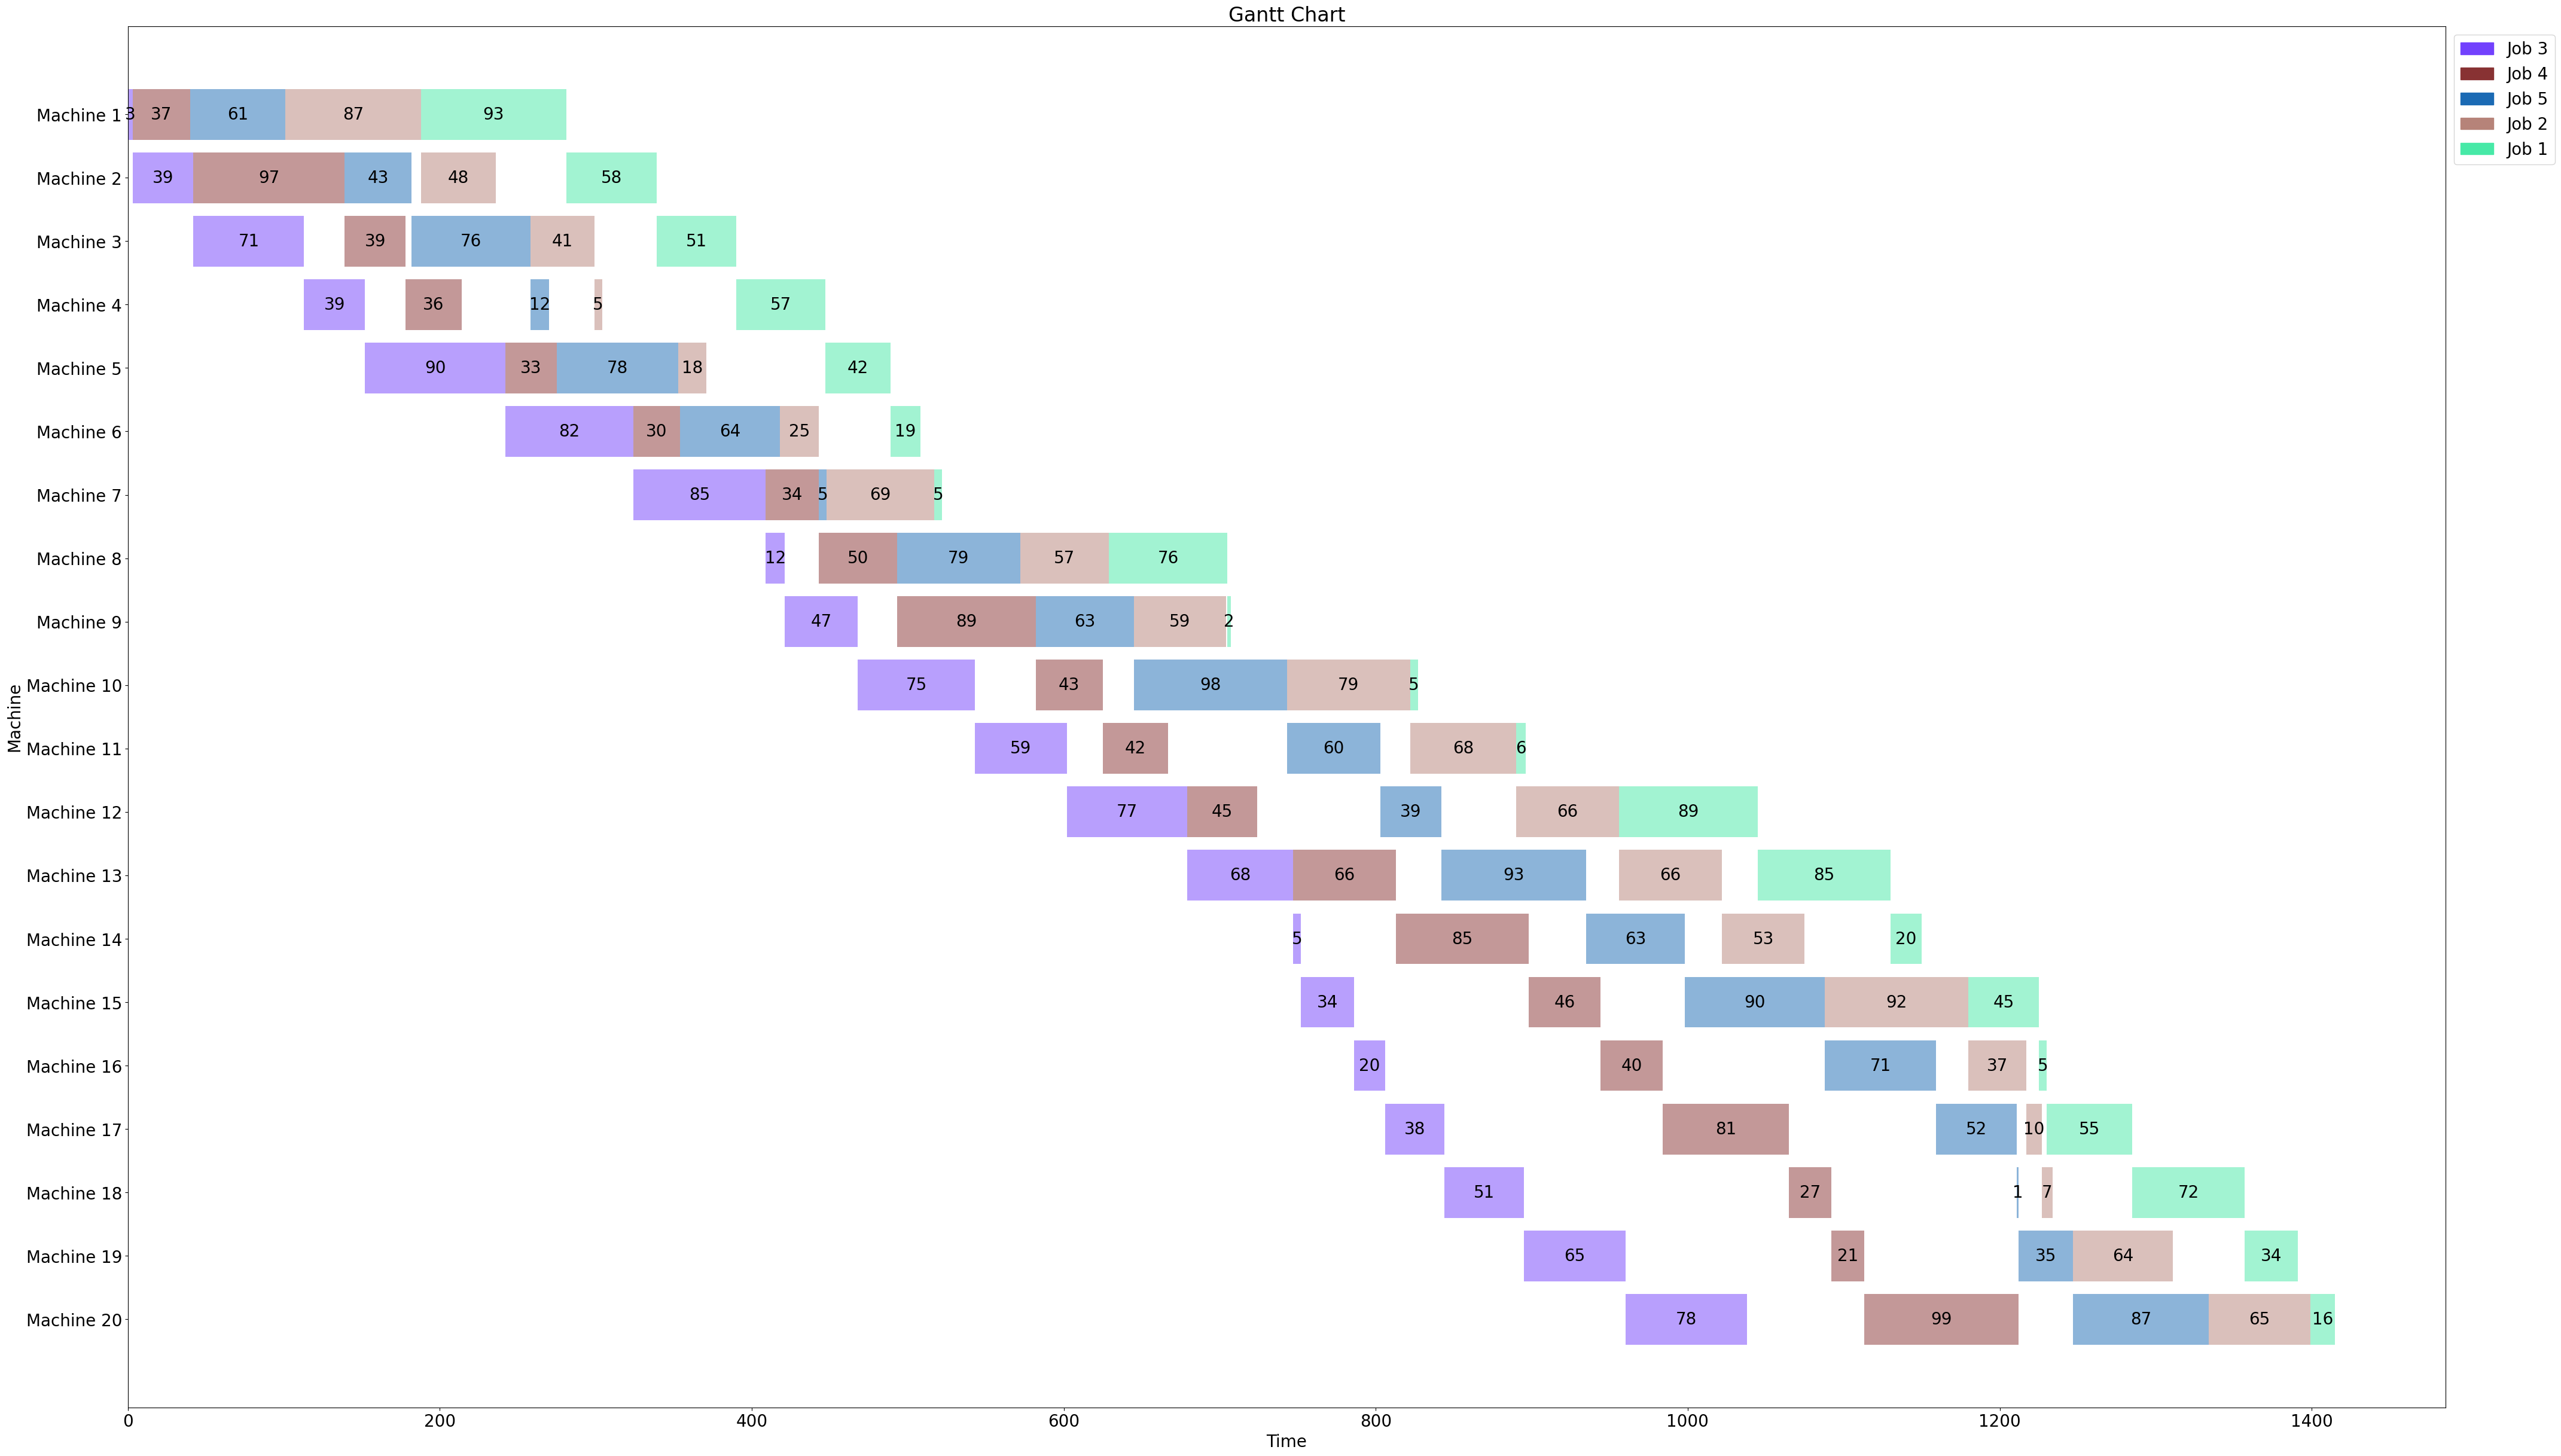 Gantt Chart
Job 3
Job 4
Job 5
Job 2
Job 1
Machine 1 3 37 61 87 93
Machine 2 39 97 43 48 58
Machine 3 71 39 76 41 51
Machine 4 39 36 12 5 57
Machine 5 90 33 78 18 42
Machine 6 82 30 64 25 19
Machine 7 85 34 5 69 5
Machine 8 12 50 79 57 76
Machine 9 47 89 63 59 2
Machine 10 75 43 98 79 5
Machine 11 59 42 60 68 6
Machine 12 77 45 39 66 89
Machine 13 68 66 93 66 85
Machine 14 5 85 63 53 20
Machine 15 34 46 90 92 45
Machine 16 20 40 71 37 5
Machine 17 38 81 52 10 55
Machine 18 51 27 1 7 72
Machine 19 65 21 35 64 34
Machine 20 78 99 87 65 16
Machine
0 200 400 600 800 1000 1200 1400
Time